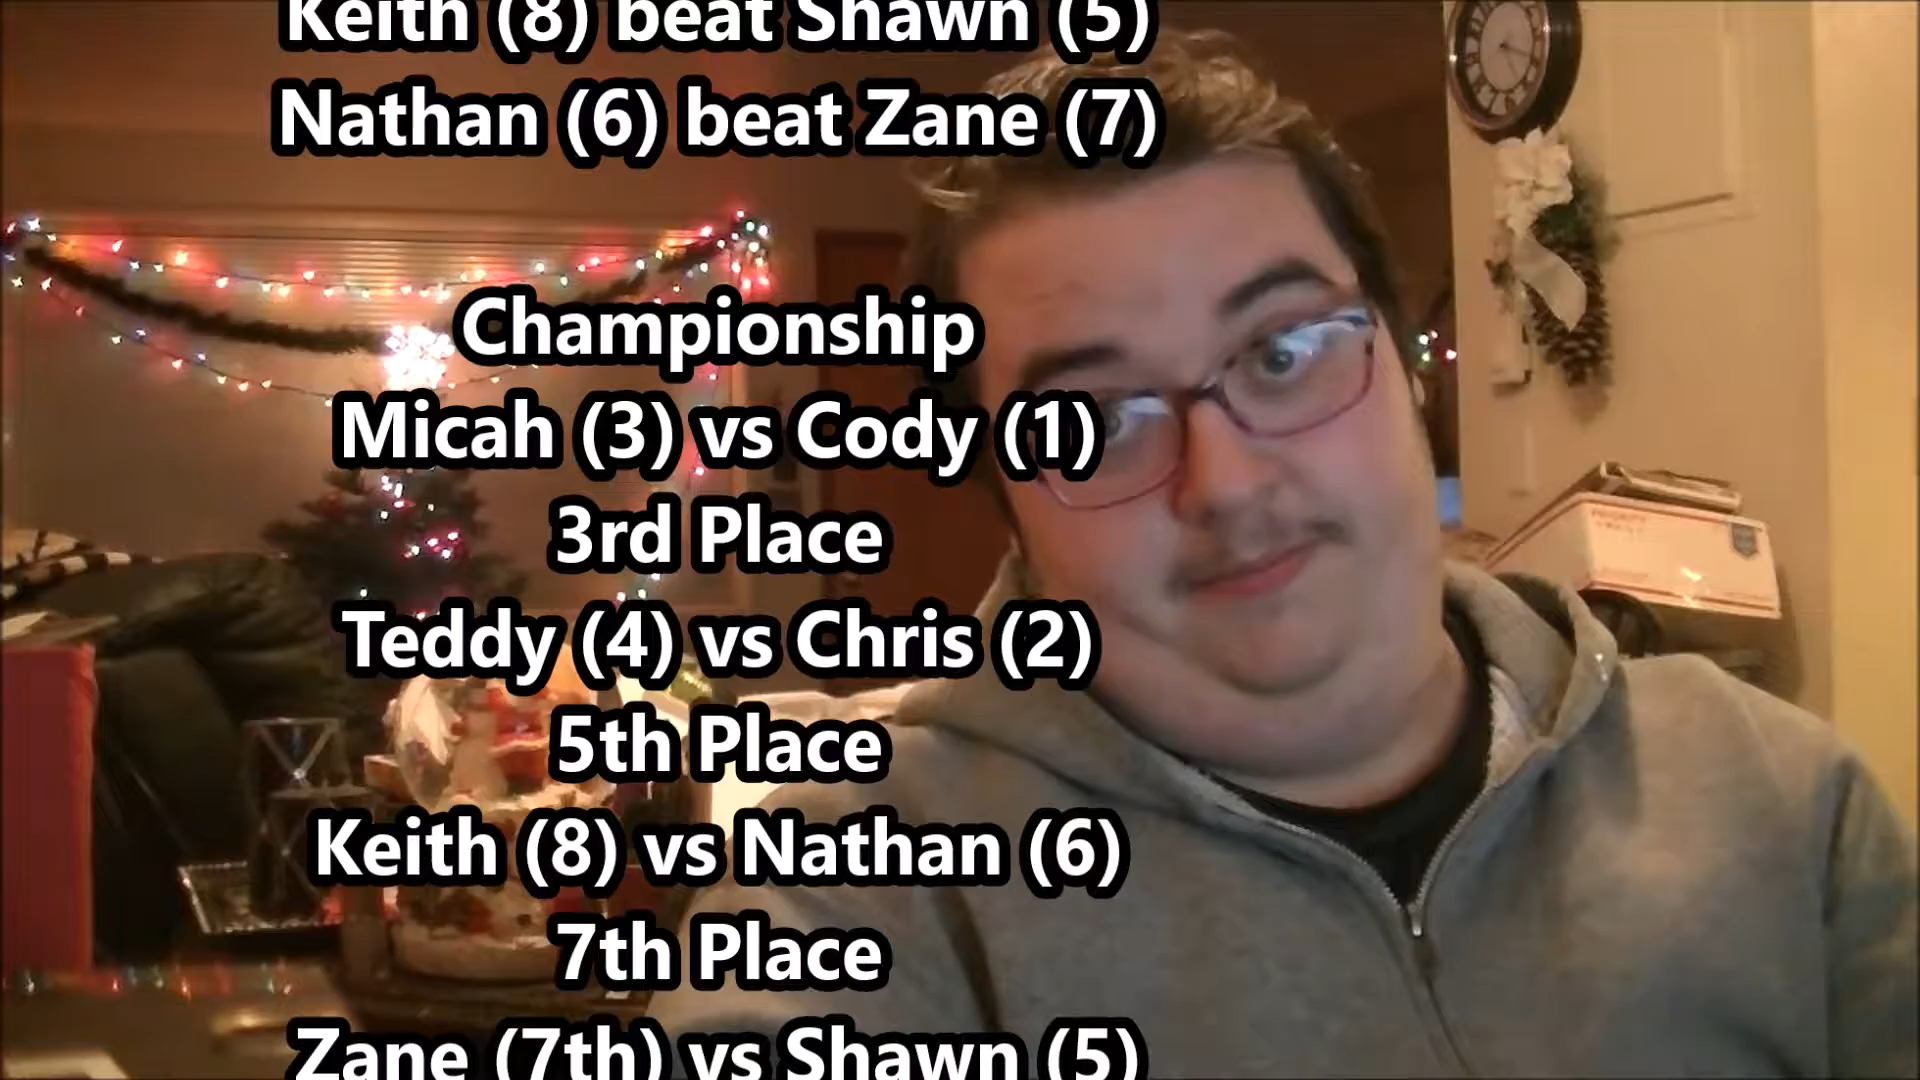 Keith (8) beat Shawn (5)
Nathan (6) beat Zane (7)
Championship
Micah (3) vs Cody (1)
3rd Place
Teddy (4) vs Chris (2)
5th Place
Keith (8) vs Nathan (6)
7th Place
Zane (7th) vs Shawn (5)